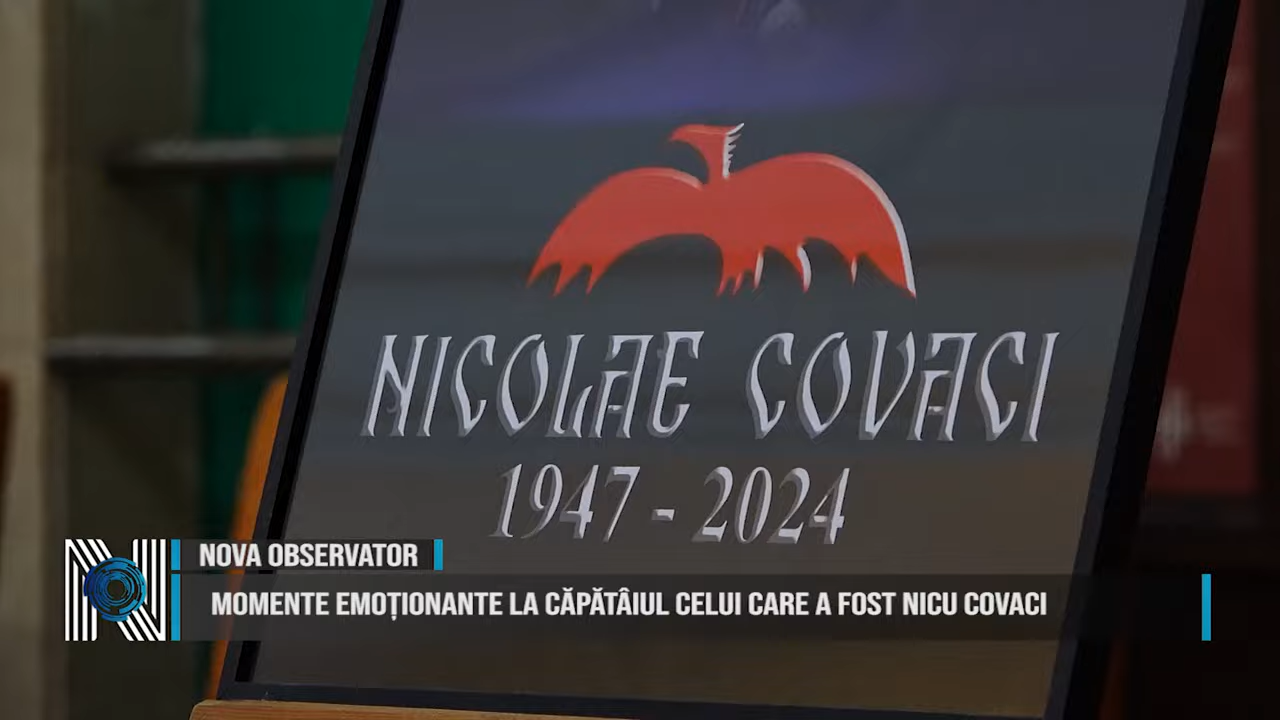 NICOLAE COVACI
1947 - 2024
NOVA OBSERVATOR
MOMENTE EMOȚIONANTE LA CĂPĂTÂIUL CELUI CARE A FOST NICU COVACI